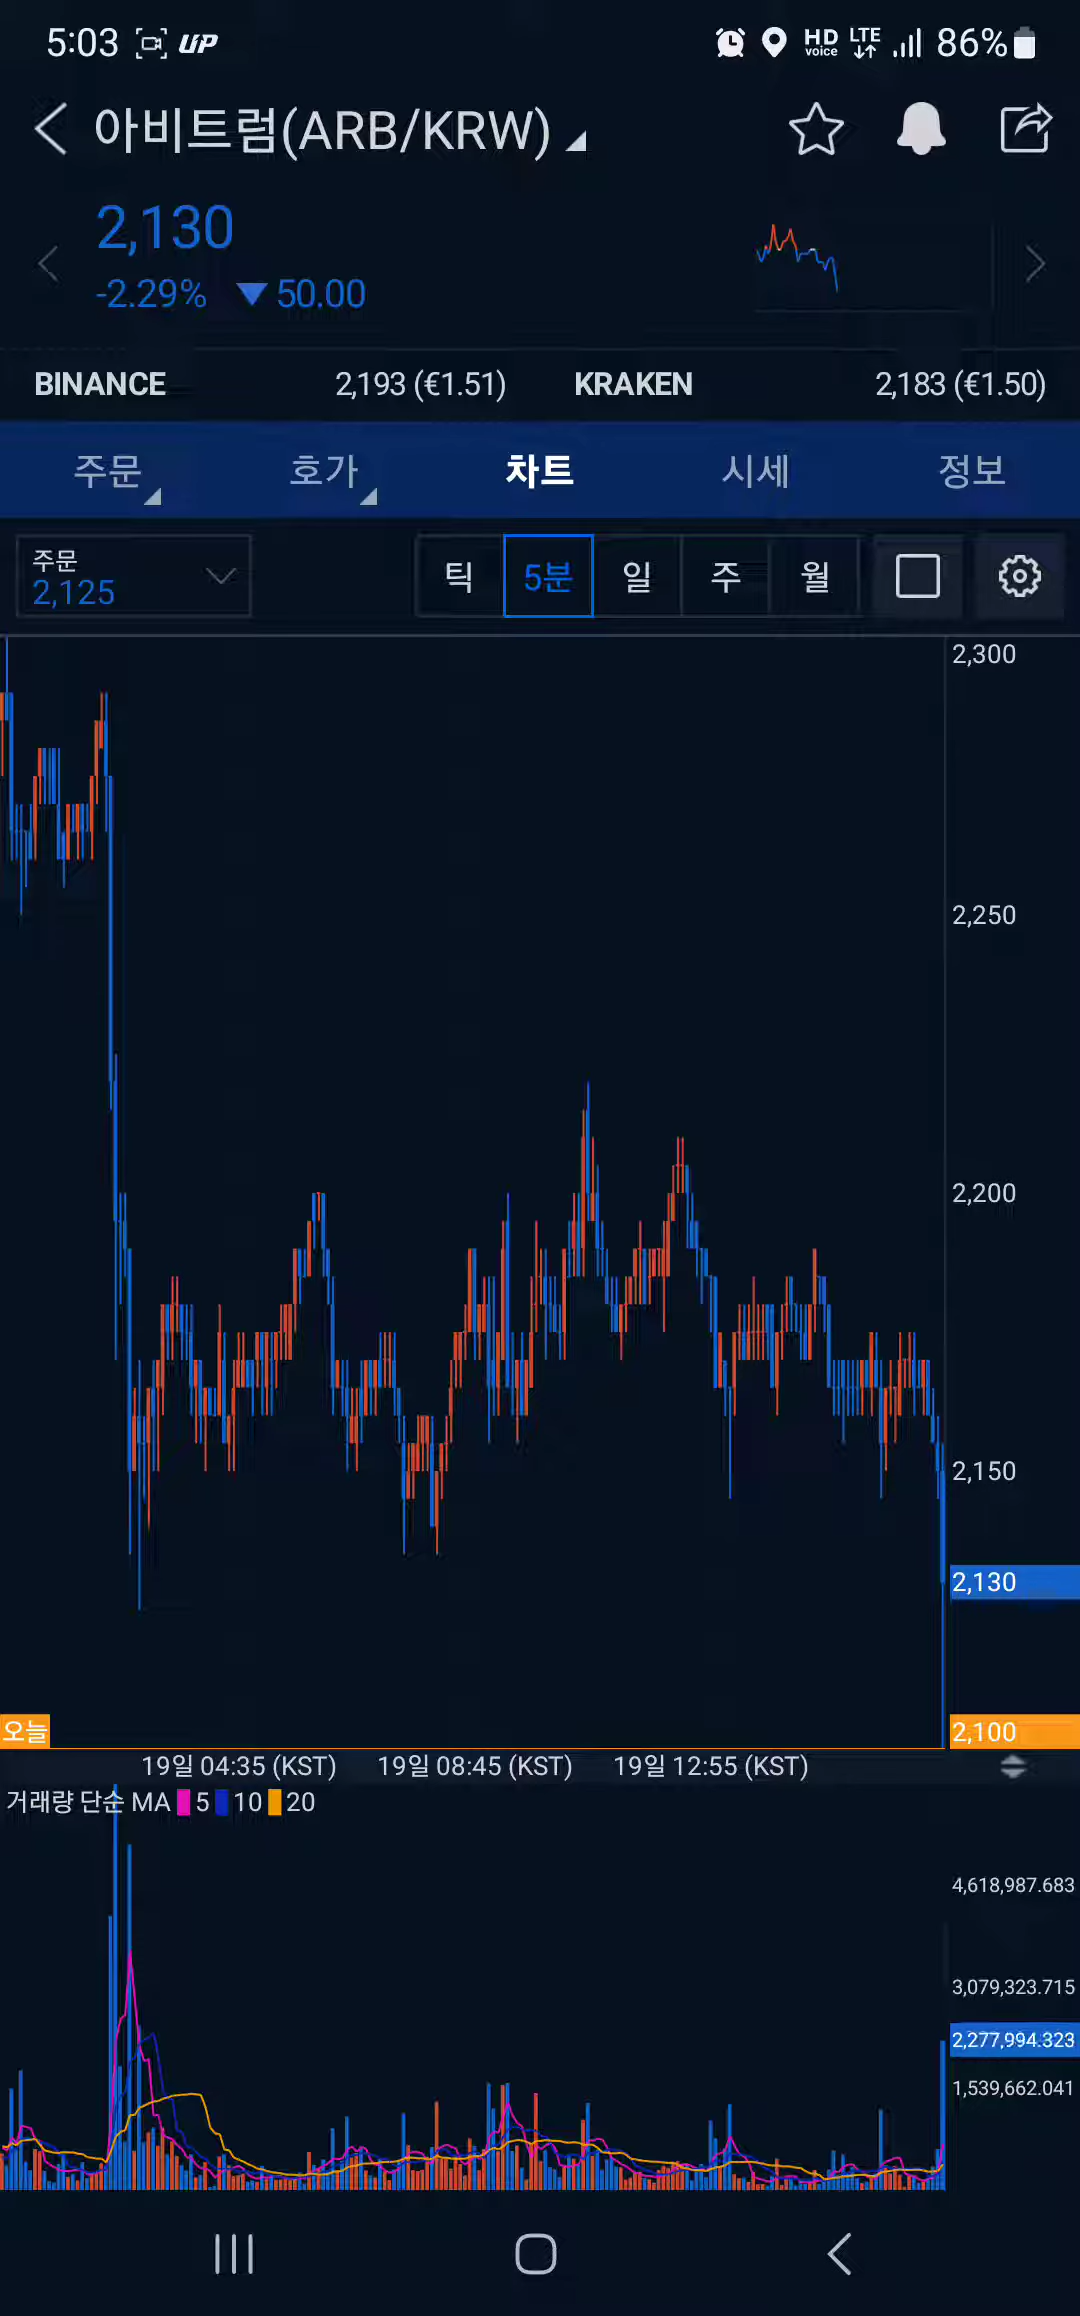 5:03 UP HD voice LTE 86%
아비트럼(ARB/KRW)
2,130
-2.29% ▼ 50.00
BINANCE 2,193 (€1.51) KRAKEN 2,183 (€1.50)
주문 호가 차트 시세 정보
주문
2,125
틱 5분 일 주 월
2,300
2,250
2,200
2,150
2,130
오늘 2,100
19일 04:35 (KST) 19일 08:45 (KST) 19일 12:55 (KST)
거래량 단순 MA 5 10 20
4,618,987.683
3,079,323.715
2,277,994.323
1,539,662.041